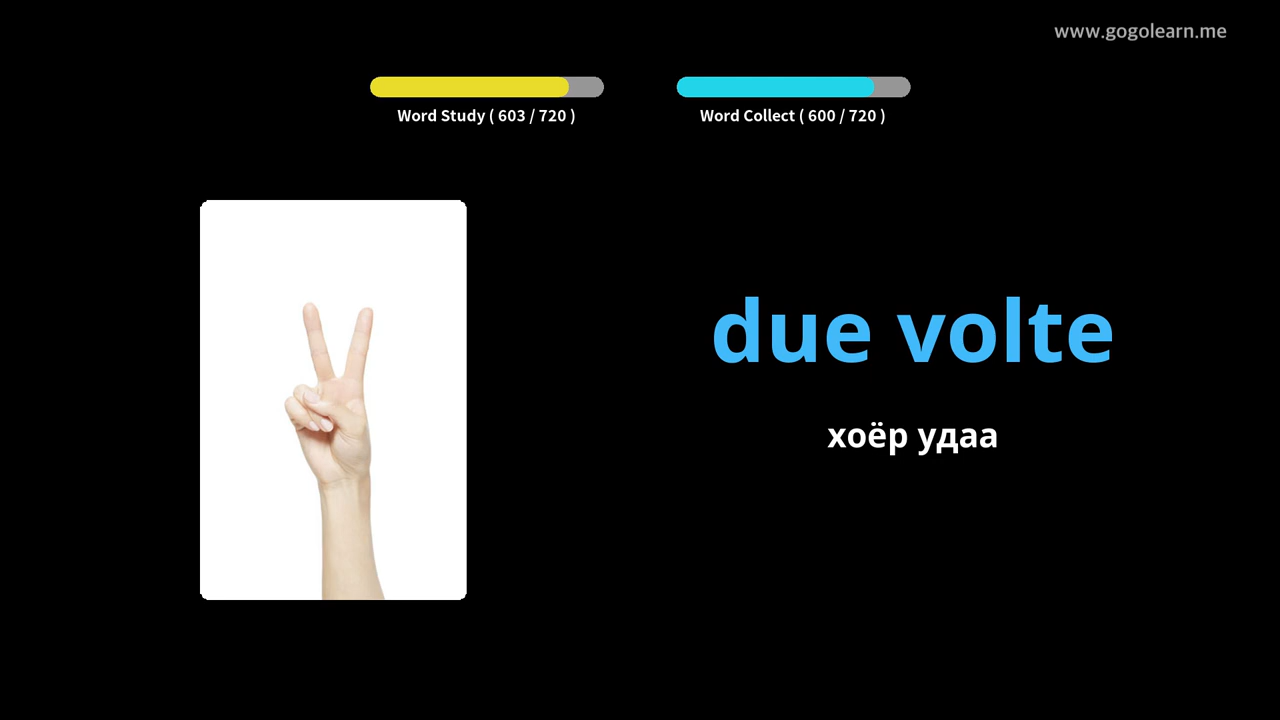 www.gogolearn.me
Word Study ( 603 / 720 )
Word Collect ( 600 / 720 )
due volte
хоёр удаа